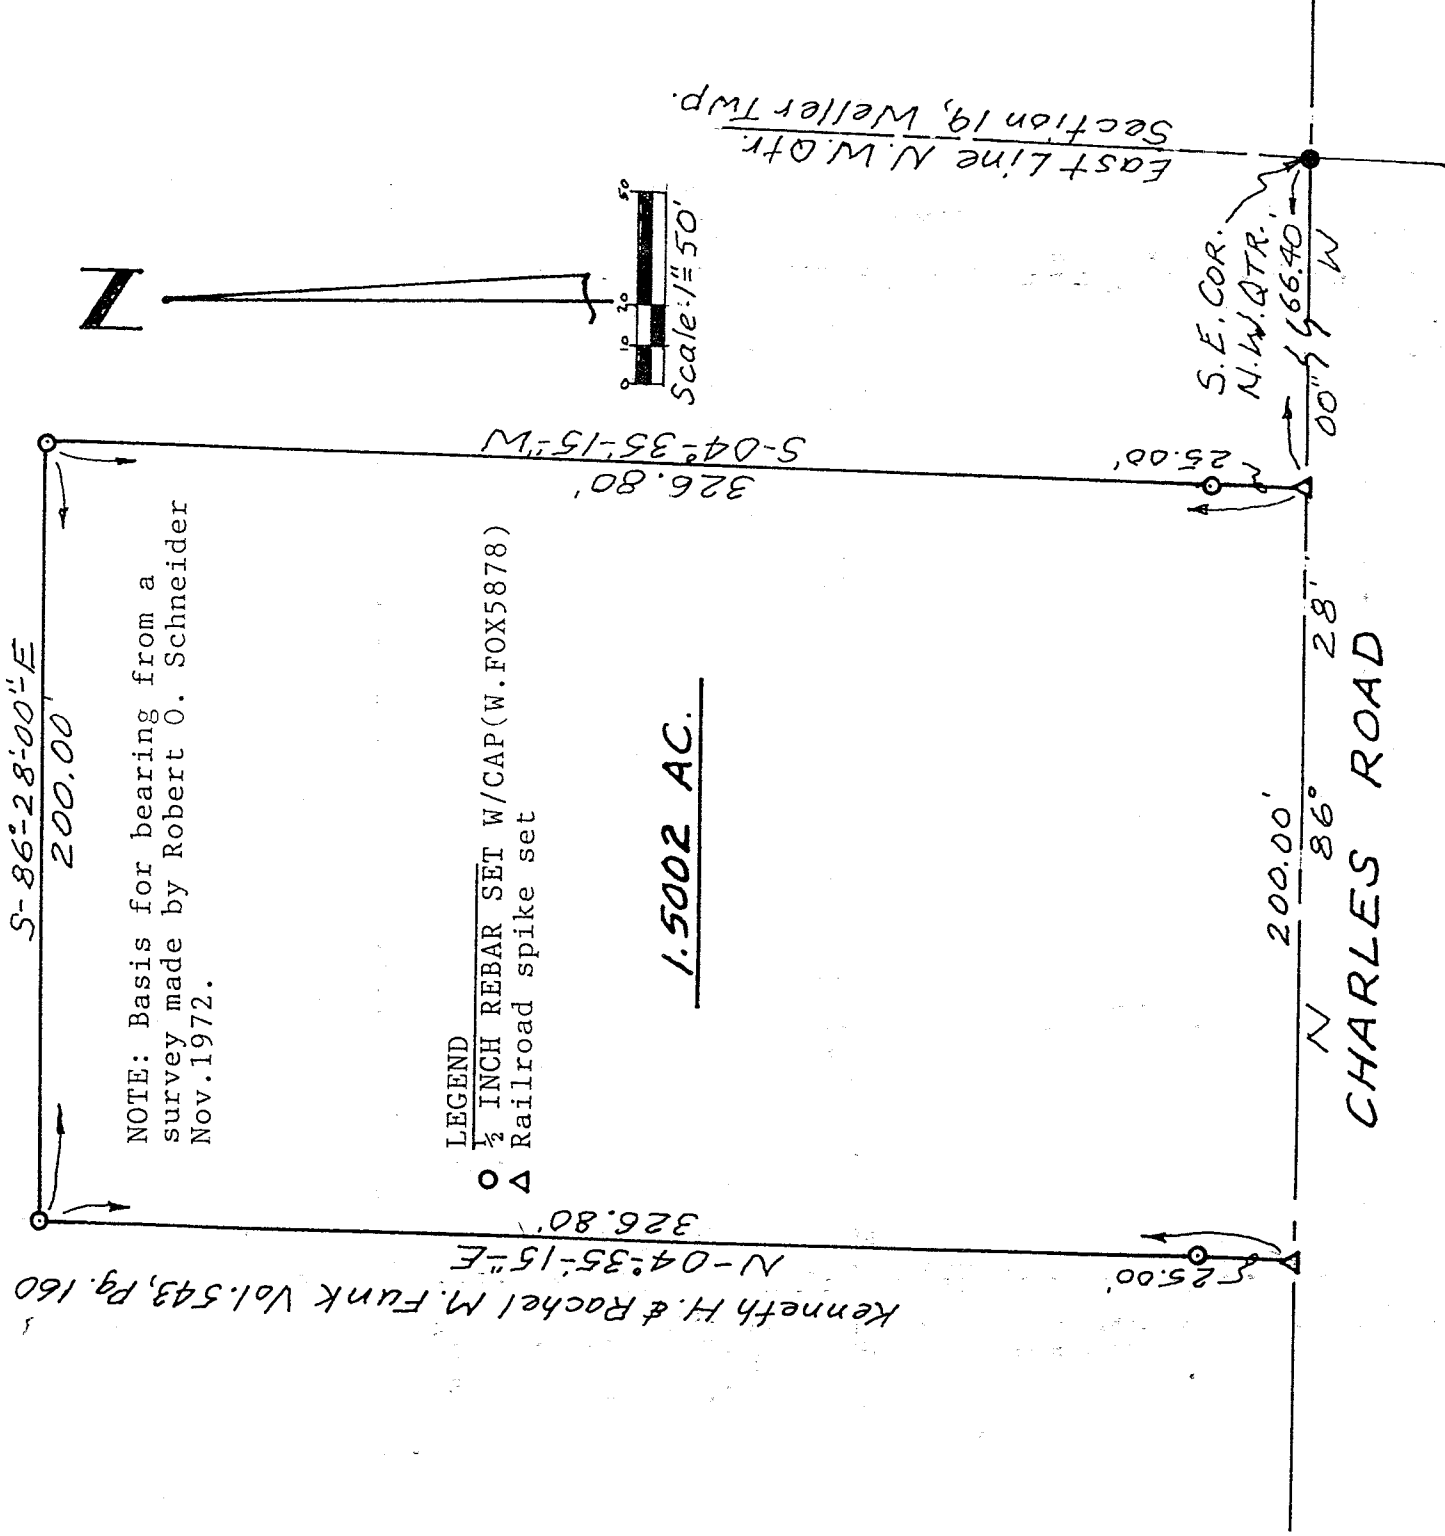 S-86°-28'-00"-E
200.00'
NOTE: Basis for bearing from a
survey made by Robert O. Schneider
Nov.1972.
LEGEND
½ INCH REBAR SET W/CAP(W.FOX5878)
Railroad spike set
1.5002 AC.
Kenneth H. & Rachel M. Funk Vol.543, Pg. 160
N-04°-35'-15"-E
326.80'
25.00'
S-04°-35'-15"-W
326.80'
25.00'
N
0 10 20 50
Scale:1"=50'
East Line N.W.Qtr.
Section 19, Weller Twp.
S.E. COR.
N.W.QTR.
166.40'
200.00'
N 86° 28' 00" W
CHARLES ROAD